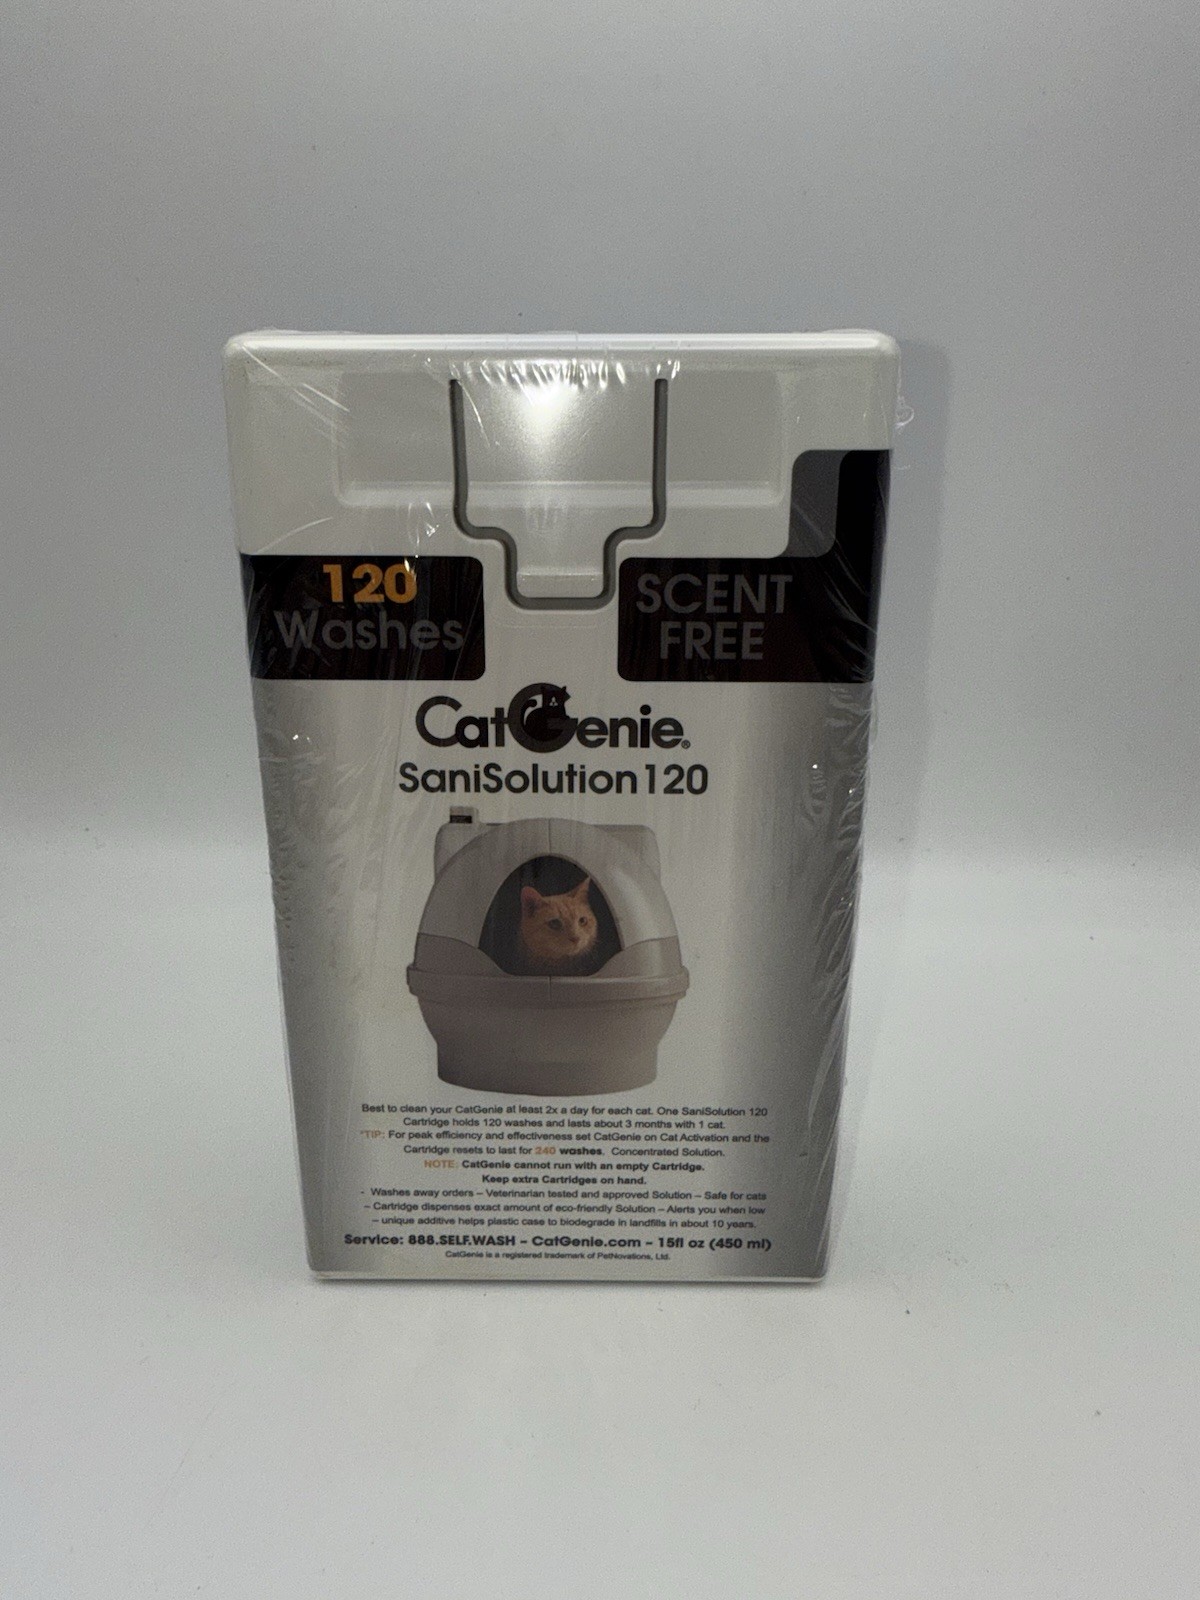 120
Washes
SCENT
FREE
CatGenie®
SaniSolution 120
Best to clean your CatGenie at least 2x a day for each cat. One SaniSolution 120
Cartridge holds 120 washes and lasts about 3 months with 1 cat.
*TIP: For peak efficiency and effectiveness set CatGenie on Cat Activation and the
Cartridge resets to last for 240 washes. Concentrated Solution.
NOTE: CatGenie cannot run with an empty Cartridge.
Keep extra Cartridges on hand.
- Washes away orders – Veterinarian tested and approved Solution – Safe for cats
– Cartridge dispenses exact amount of eco-friendly Solution – Alerts you when low
– unique additive helps plastic case to biodegrade in landfills in about 10 years.
Service: 888.SELF.WASH – CatGenie.com – 15fl oz (450 ml)
CatGenie is a registered trademark of PetNovations, Ltd.